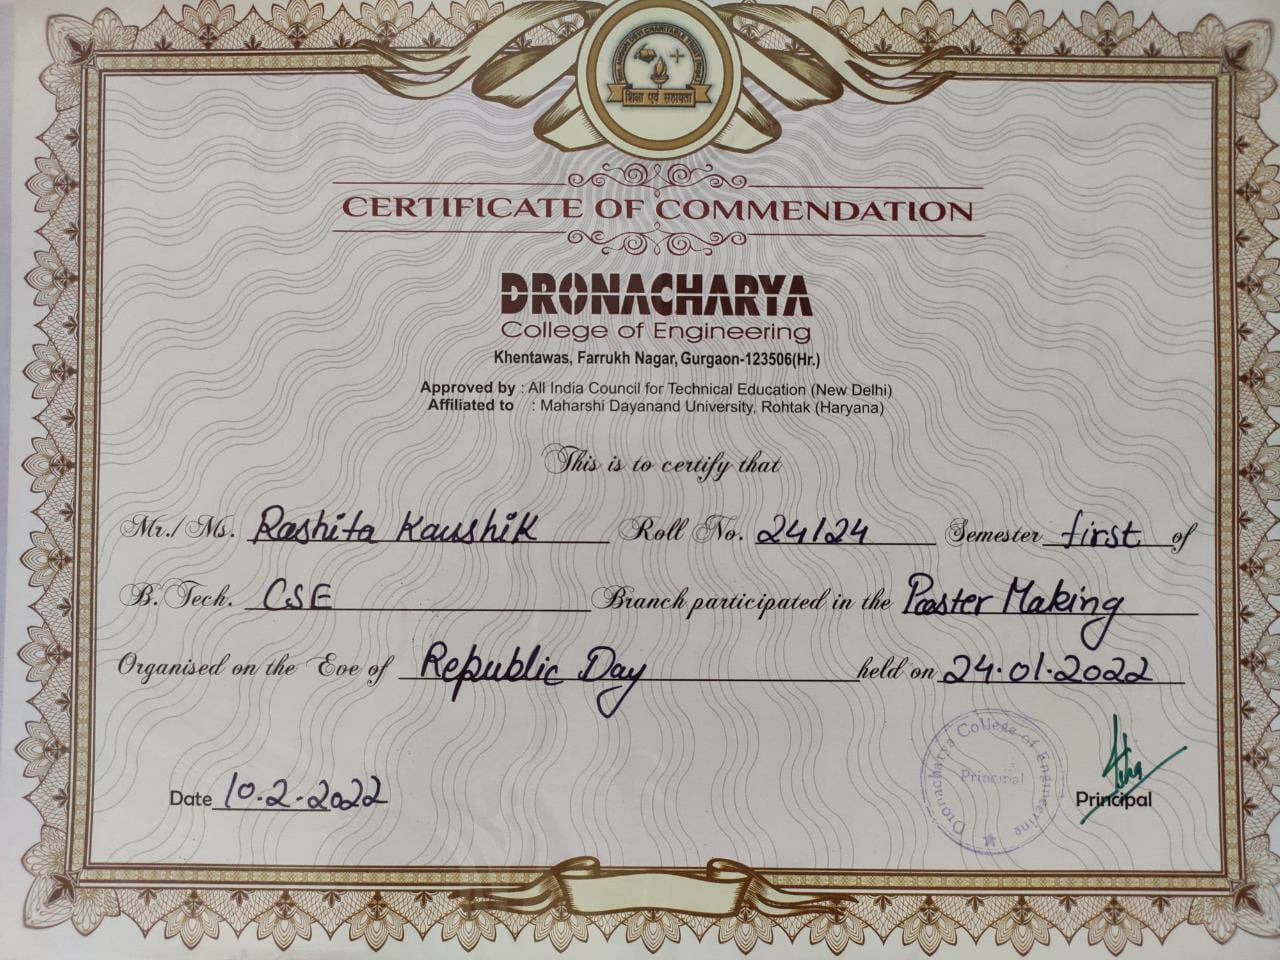 शिक्षा एवं सहायता
CERTIFICATE OF COMMENDATION
DRONACHARYA
College of Engineering
Khentawas, Farrukh Nagar, Gurgaon-123506(Hr.)
Approved by : All India Council for Technical Education (New Delhi)
Affiliated to : Maharshi Dayanand University, Rohtak (Haryana)
This is to certify that
Mr./ Ms. Rashita Kaushik Roll No. 24124 Semester first of
B. Tech. CSE Branch participated in the Poster Making
Organised on the Eve of Republic Day held on 24.01.2022
Dronacharya College of Engineering
Principal
Date 10.2.2022
Principal